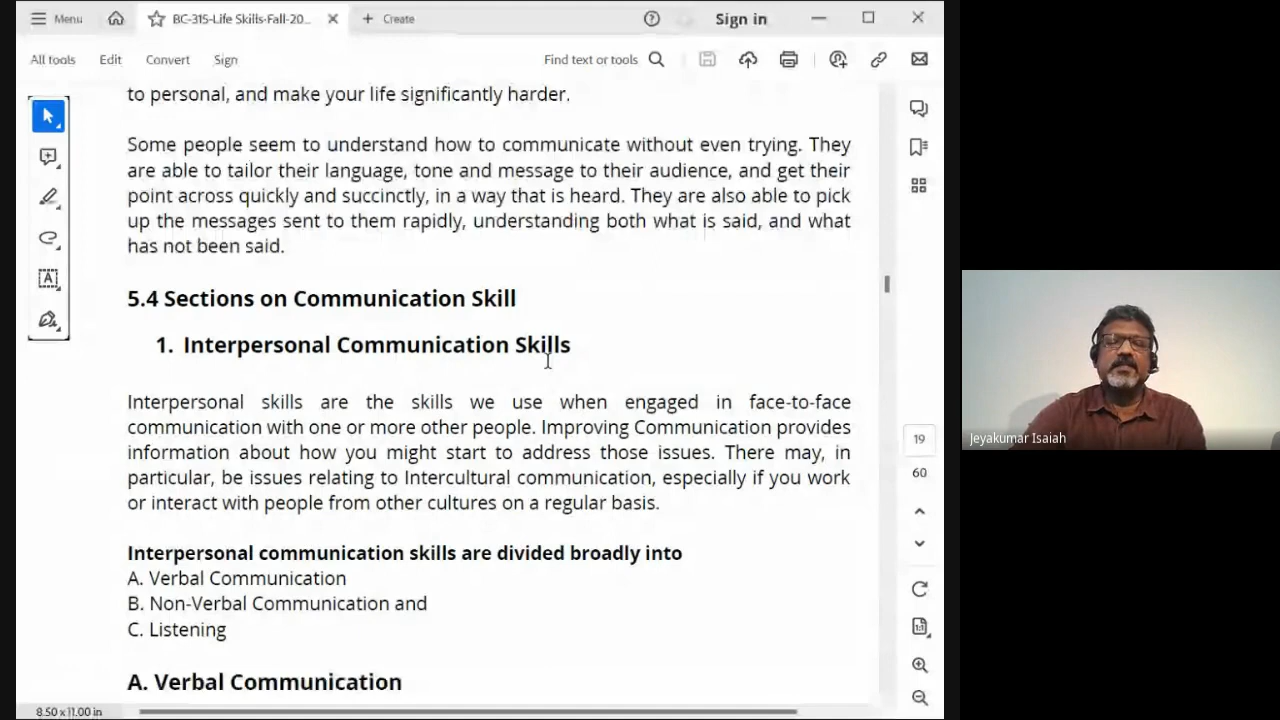 Menu
BC-315-Life Skills-Fall-20...
Create
Sign in
All tools
Edit
Convert
Sign
Find text or tools
to personal, and make your life significantly harder.
Some people seem to understand how to communicate without even trying. They
are able to tailor their language, tone and message to their audience, and get their
point across quickly and succinctly, in a way that is heard. They are also able to pick
up the messages sent to them rapidly, understanding both what is said, and what
has not been said.
5.4 Sections on Communication Skill
1. Interpersonal Communication Skills
Interpersonal skills are the skills we use when engaged in face-to-face
communication with one or more other people. Improving Communication provides
information about how you might start to address those issues. There may, in
particular, be issues relating to Intercultural communication, especially if you work
or interact with people from other cultures on a regular basis.
Interpersonal communication skills are divided broadly into
A. Verbal Communication
B. Non-Verbal Communication and
C. Listening
A. Verbal Communication
8.50 x 11.00 in
19
60
Jeyakumar Isaiah